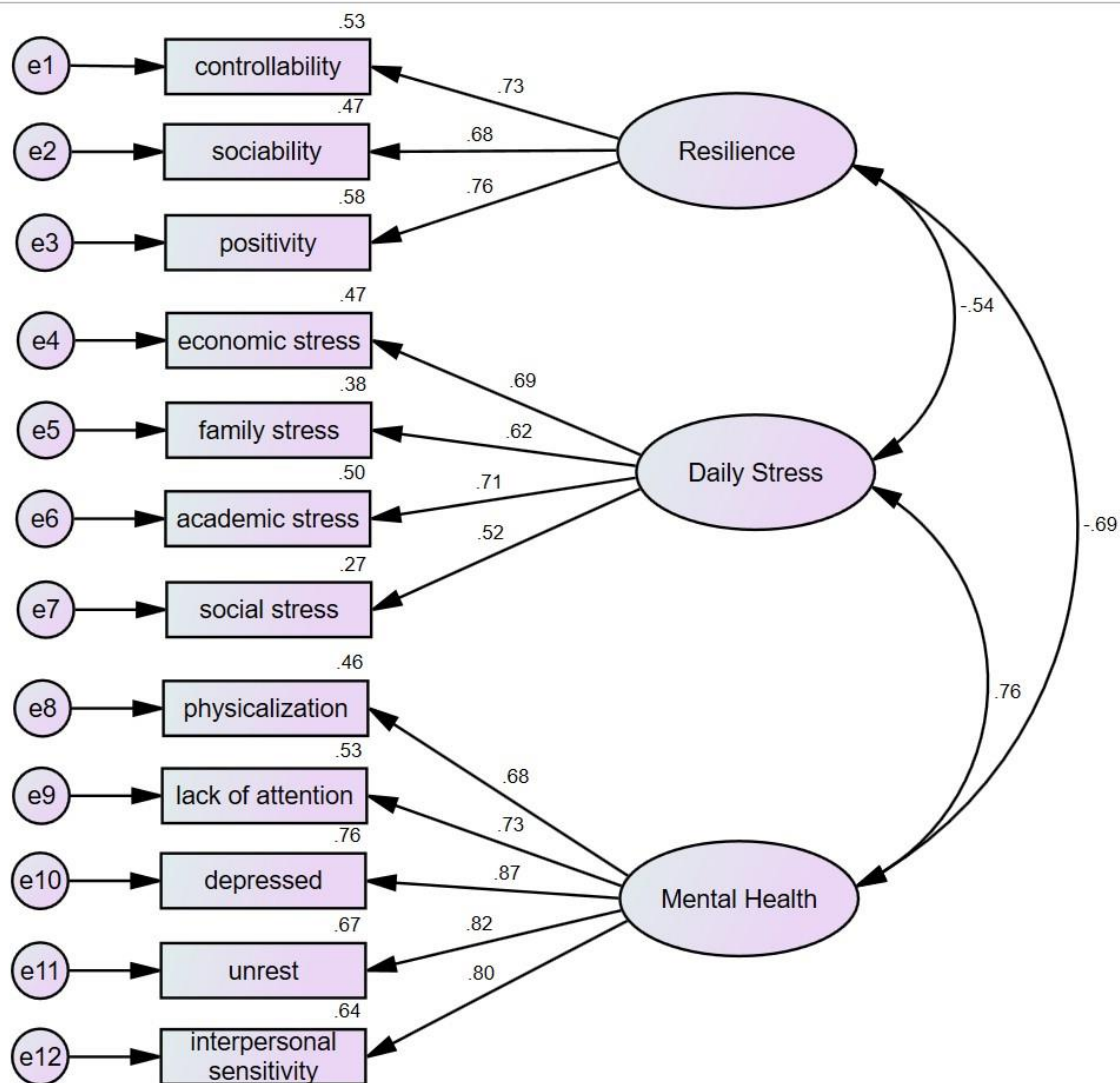 .53
e1
controllability
.73
.47
e2
sociability
.68
Resilience
.58
.76
e3
positivity
.47
e4
economic stress
-.54
.38
.69
e5
family stress
.62
.50
Daily Stress
e6
academic stress
.71
-.69
.27
.52
e7
social stress
.46
.76
e8
physicalization
.53
.68
e9
lack of attention
.73
.76
e10
depressed
.87
Mental Health
.67
.82
e11
unrest
.80
.64
e12
interpersonal
sensitivity